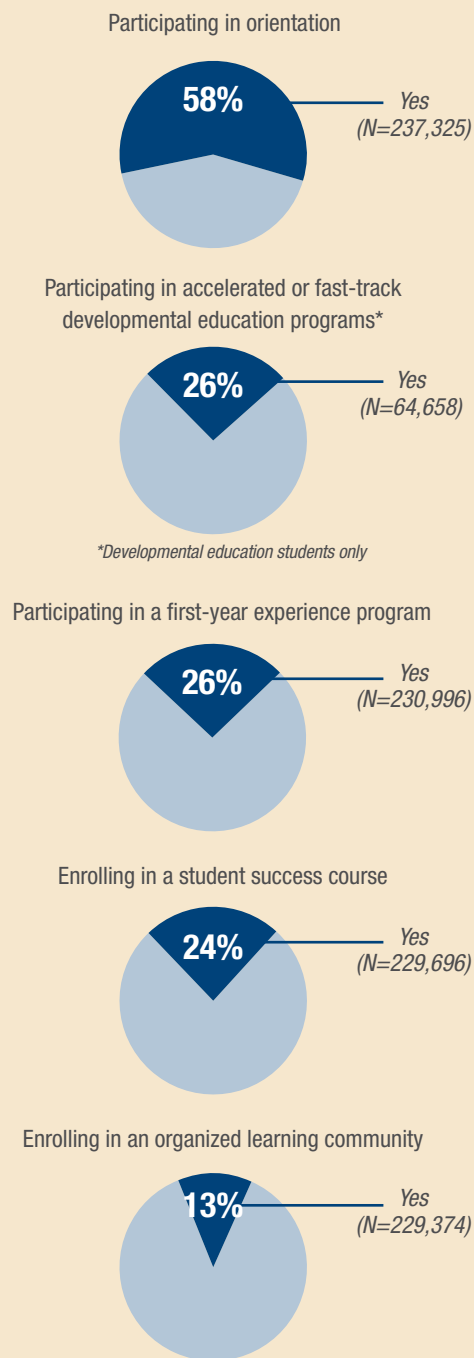 Participating in orientation
58%
Yes
(N=237,325)
Participating in accelerated or fast-track
developmental education programs*
26%
Yes
(N=64,658)
*Developmental education students only
Participating in a first-year experience program
26%
Yes
(N=230,996)
Enrolling in a student success course
24%
Yes
(N=229,696)
Enrolling in an organized learning community
13%
Yes
(N=229,374)